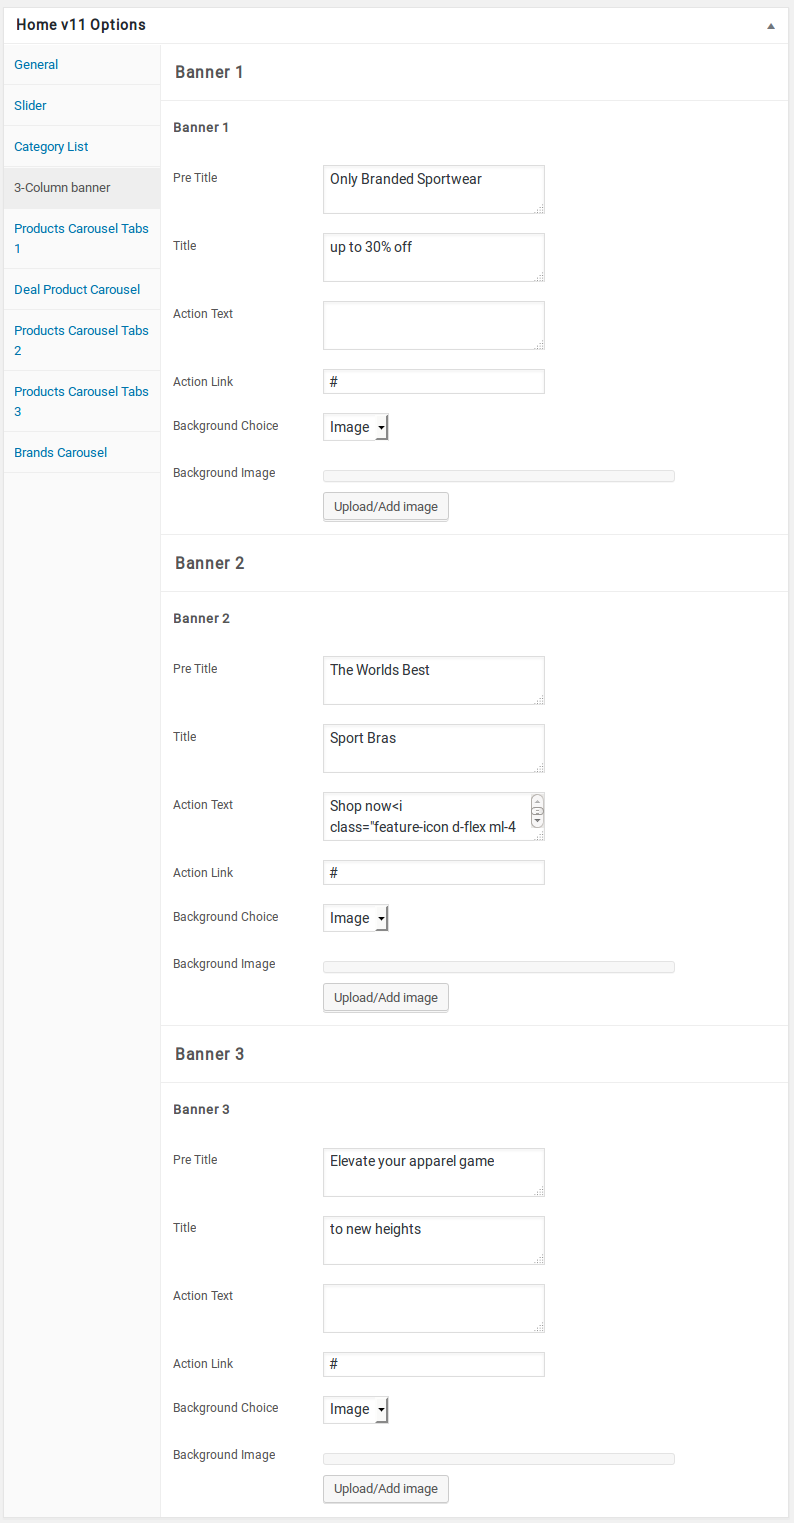 Home v11 Options
General
Slider
Category List
3-Column banner
Products Carousel Tabs
1
Deal Product Carousel
Products Carousel Tabs
2
Products Carousel Tabs
3
Brands Carousel
Banner 1
Banner 1
Pre Title
Only Branded Sportwear
Title
up to 30% off
Action Text
Action Link
#
Background Choice
Image
Background Image
Upload/Add image
Banner 2
Banner 2
Pre Title
The Worlds Best
Title
Sport Bras
Action Text
Shop now<i
class="feature-icon d-flex ml-4
Action Link
#
Background Choice
Image
Background Image
Upload/Add image
Banner 3
Banner 3
Pre Title
Elevate your apparel game
Title
to new heights
Action Text
Action Link
#
Background Choice
Image
Background Image
Upload/Add image